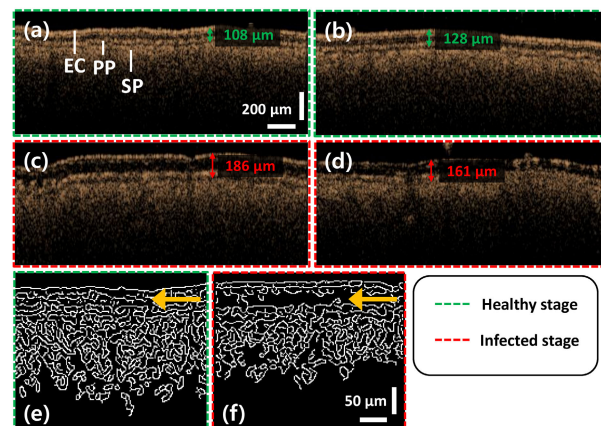 (a)
108 µm
EC
PP
SP
200 µm
(b)
128 µm
(c)
186 µm
(d)
161 µm
(e)
(f)
50 µm
Healthy stage
Infected stage